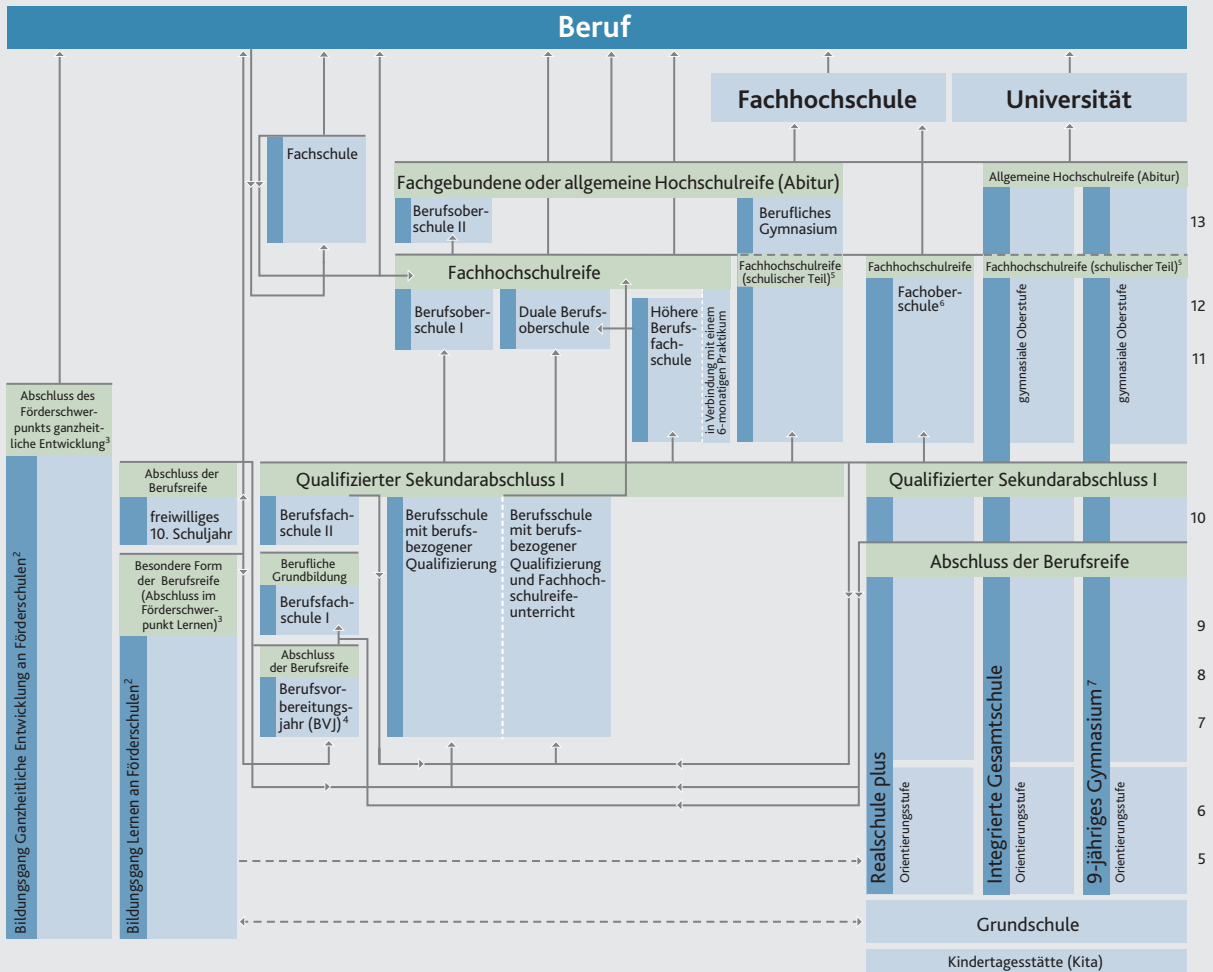 Beruf
Fachhochschule
Universität
Fachschule
Fachgebundene oder allgemeine Hochschulreife (Abitur)
Allgemeine Hochschulreife (Abitur)
Berufsober-
schule II
Berufliches
Gymnasium
13
Fachhochschulreife
Fachhochschulreife
(schulischer Teil)⁵
Fachhochschulreife
Fachhochschulreife (schulischer Teil)⁵
Berufsober-
schule I
Duale Berufs-
oberschule
Höhere
Berufs-
fach-
schule
in Verbindung mit einem
6-monatigen Praktikum
Fachober-
schule⁶
gymnasiale Oberstufe
gymnasiale Oberstufe
12
11
Abschluss des
Förderschwer-
punkts ganzheit-
liche Entwicklung³
Bildungsgang Ganzheitliche Entwicklung an Förderschulen²
Abschluss der
Berufsreife
freiwilliges
10. Schuljahr
Besondere Form
der Berufsreife
(Abschluss im
Förderschwer-
punkt Lernen)³
Bildungsgang Lernen an Förderschulen²
Qualifizierter Sekundarabschluss I
Berufsfach-
schule II
Berufliche
Grundbildung
Berufsfach-
schule I
Abschluss
der Berufsreife
Berufsvor-
bereitungs-
jahr (BVJ)⁴
Berufsschule
mit berufs-
bezogener
Qualifizierung
Berufsschule
mit berufs-
bezogener
Qualifizierung
und Fachhoch-
schulreife-
unterricht
Qualifizierter Sekundarabschluss I
10
Abschluss der Berufsreife
9
8
7
Realschule plus
Orientierungsstufe
Integrierte Gesamtschule
Orientierungsstufe
9-jähriges Gymnasium⁷
Orientierungsstufe
6
5
Grundschule
Kindertagesstätte (Kita)